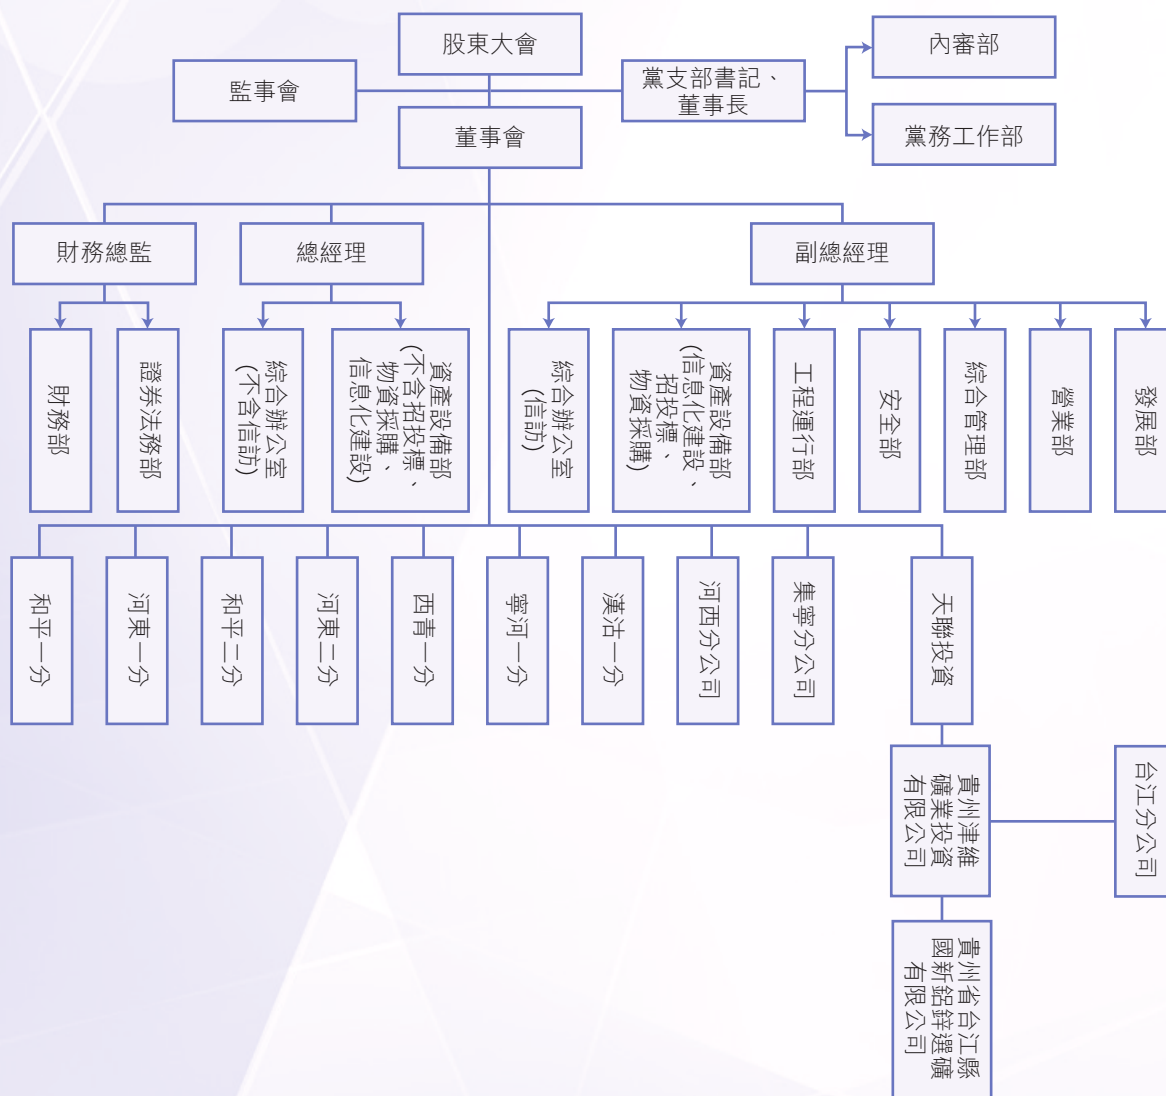 股東大會
監事會
黨支部書記、
董事長
內審部
董事會
黨務工作部
財務總監
總經理
副總經理
財務部
證券法務部
綜合辦公室
(不含信訪)
資產設備部
(不含招投標、
物資採購、
信息化建設)
綜合辦公室
(信訪)
資產設備部
(信息化建設、
招投標、
物資採購)
工程運行部
安全部
綜合管理部
營業部
發展部
和平一分
河東一分
和平二分
河東二分
西青一分
寧河一分
漢沽一分
河西分公司
集寧分公司
天聯投資
貴州津維
礦業投資
有限公司
台江分公司
貴州省台江縣
國新鉛鋅選礦
有限公司